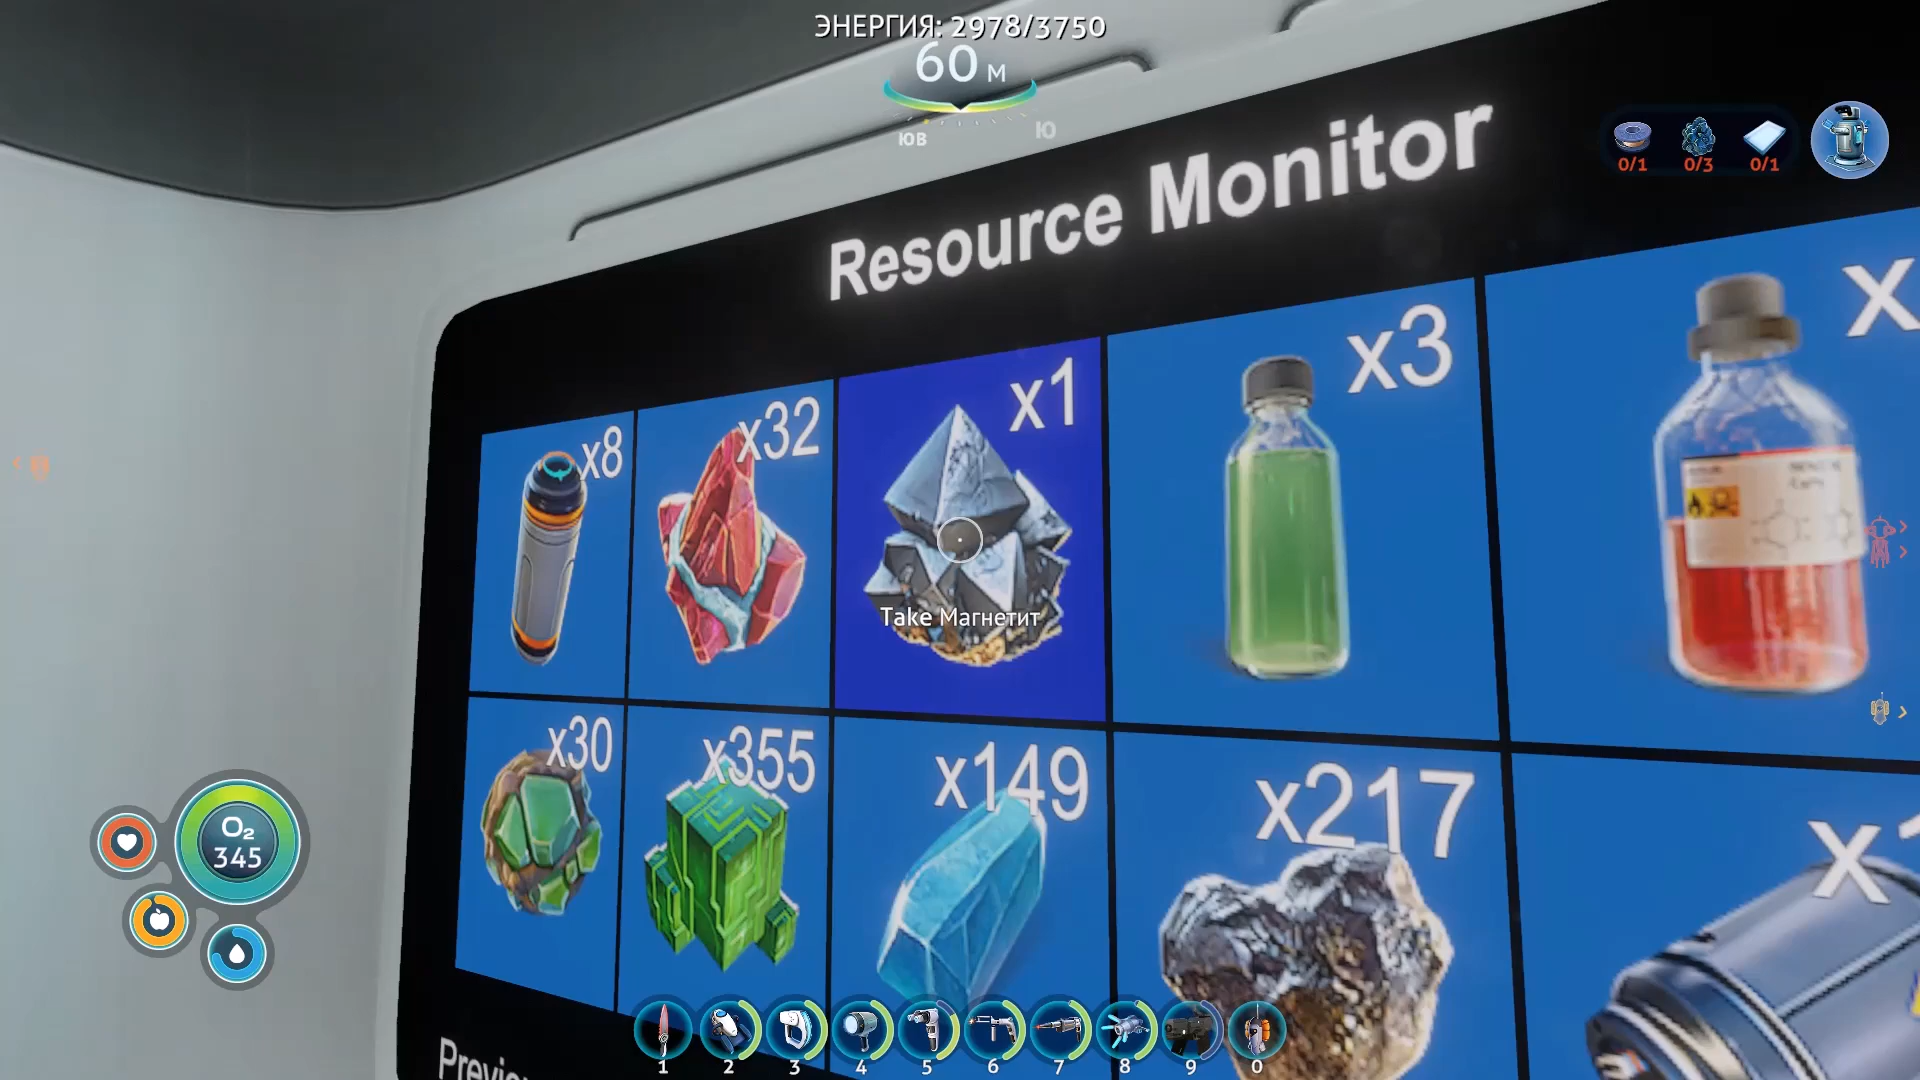 ЭНЕРГИЯ: 2978/3750
60 м
ЮВ
Ю
0/1
0/3
0/1
Resource Monitor
x8
x32
x1
x3
x
Take Магнетит
x30
x355
x149
x217
x1
O₂
345
1
2
3
4
5
6
7
8
9
0